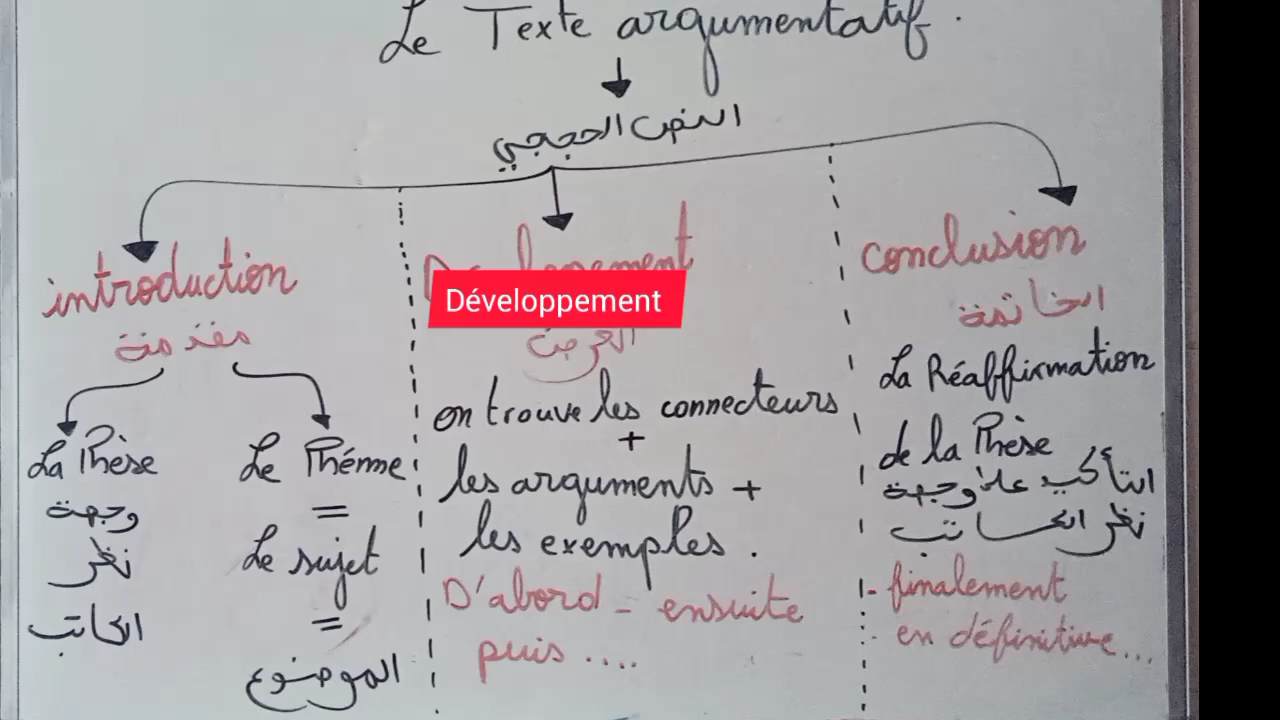 Le Texte argumentatif.
النص الحججي
introduction
مقدمة
La Thèse
وجهة
نظر
الكاتب
Le Thémne
=
Le sujet
=
الموضوع
Développement
العرض
on trouve les connecteurs
+
les arguments +
les exemples.
D'abord - ensuite
puis ....
conclusion
الخاتمة
La Réaffirmation
de la Thèse
التأكيد على وجهة
نظر الكاتب
- finalement
en définitive...